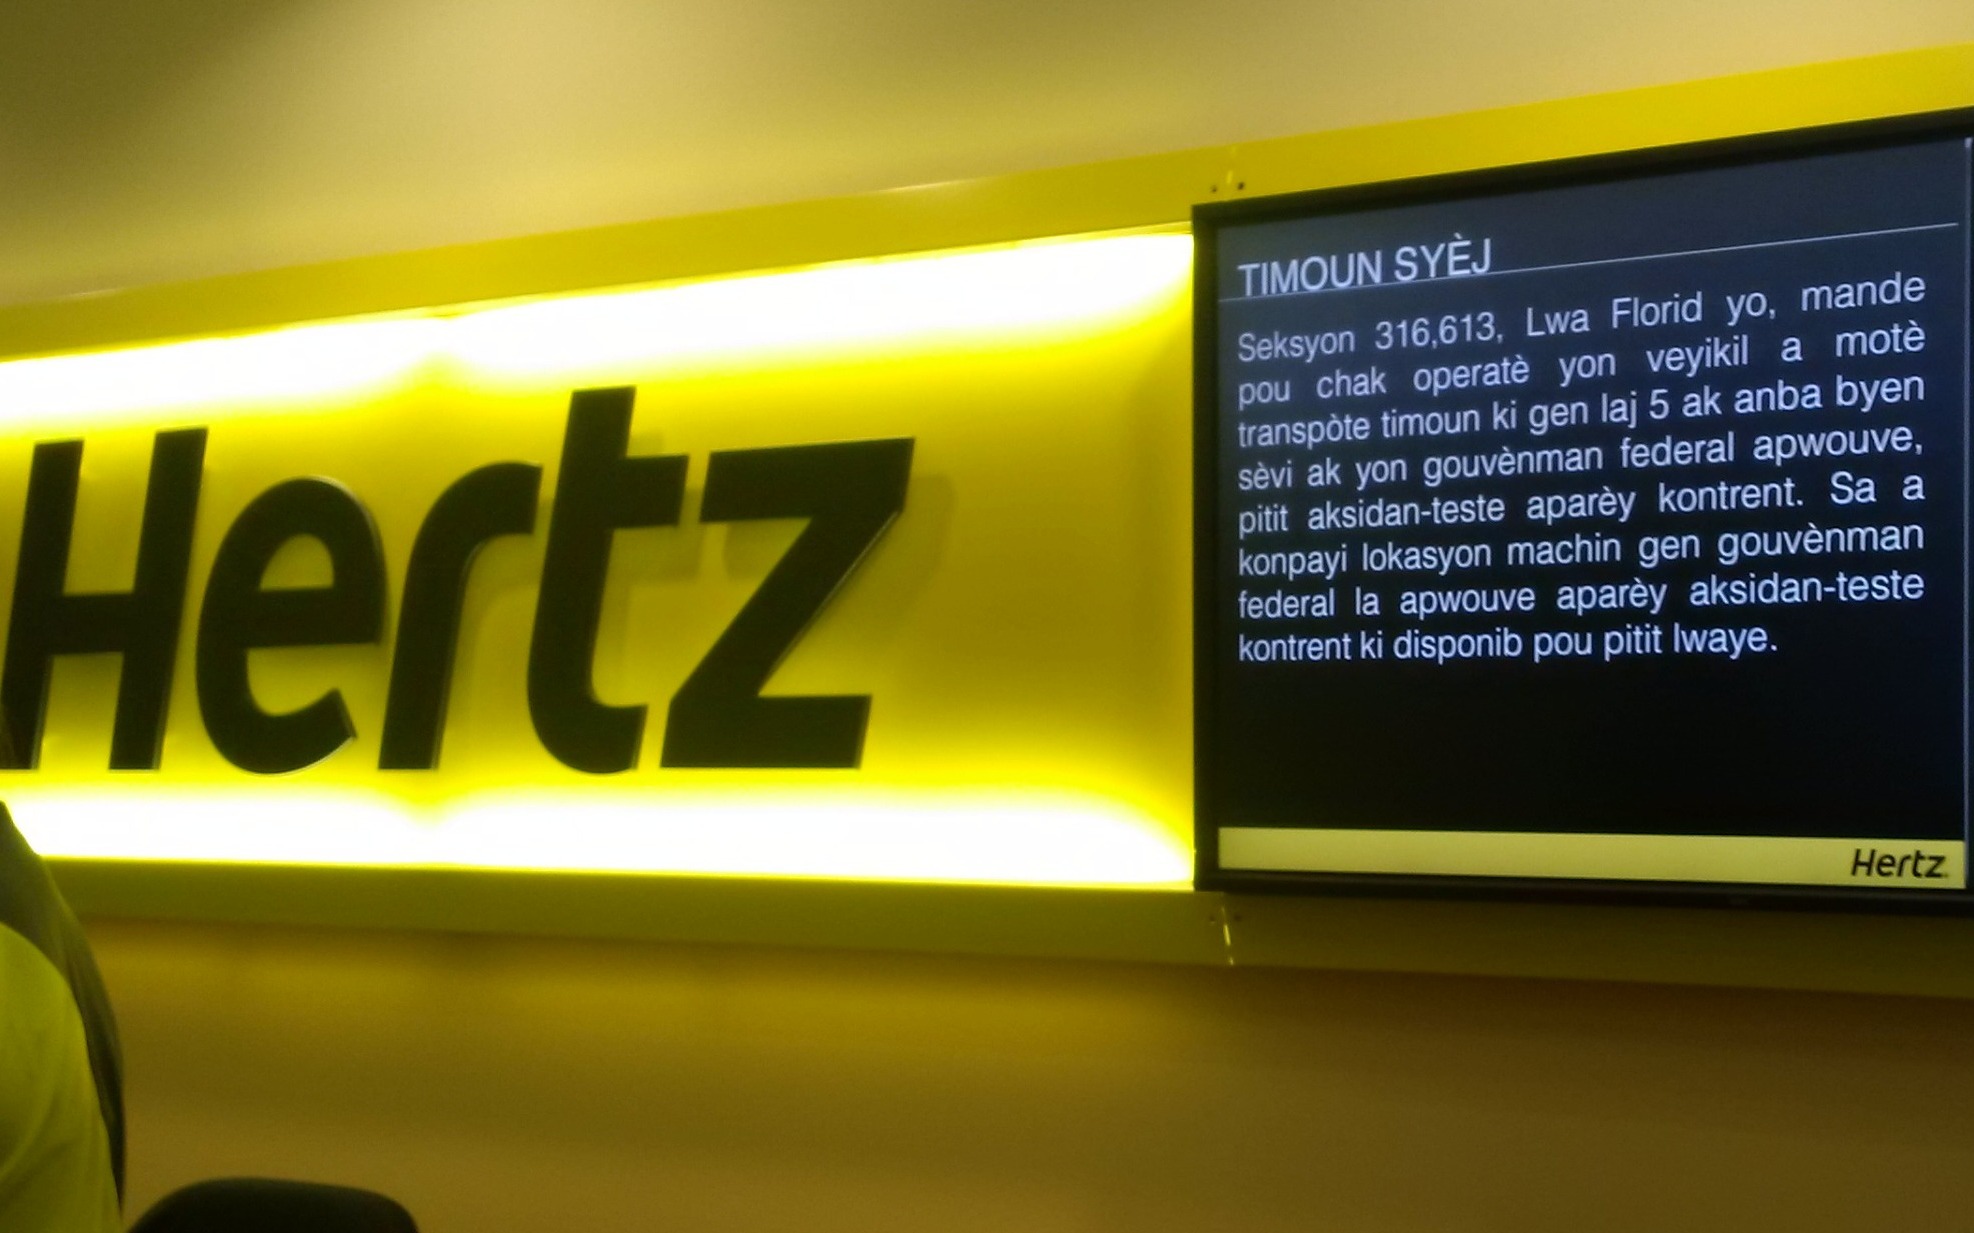 Hertz
TIMOUN SYÈJ
Seksyon 316,613, Lwa Florid yo, mande
pou chak operatè yon veyikil a motè
transpòte timoun ki gen laj 5 ak anba byen
sèvi ak yon gouvènman federal apwouve,
pitit aksidan-teste aparèy kontrent. Sa a
konpayi lokasyon machin gen gouvènman
federal la apwouve aparèy aksidan-teste
kontrent ki disponib pou pitit lwaye.
Hertz